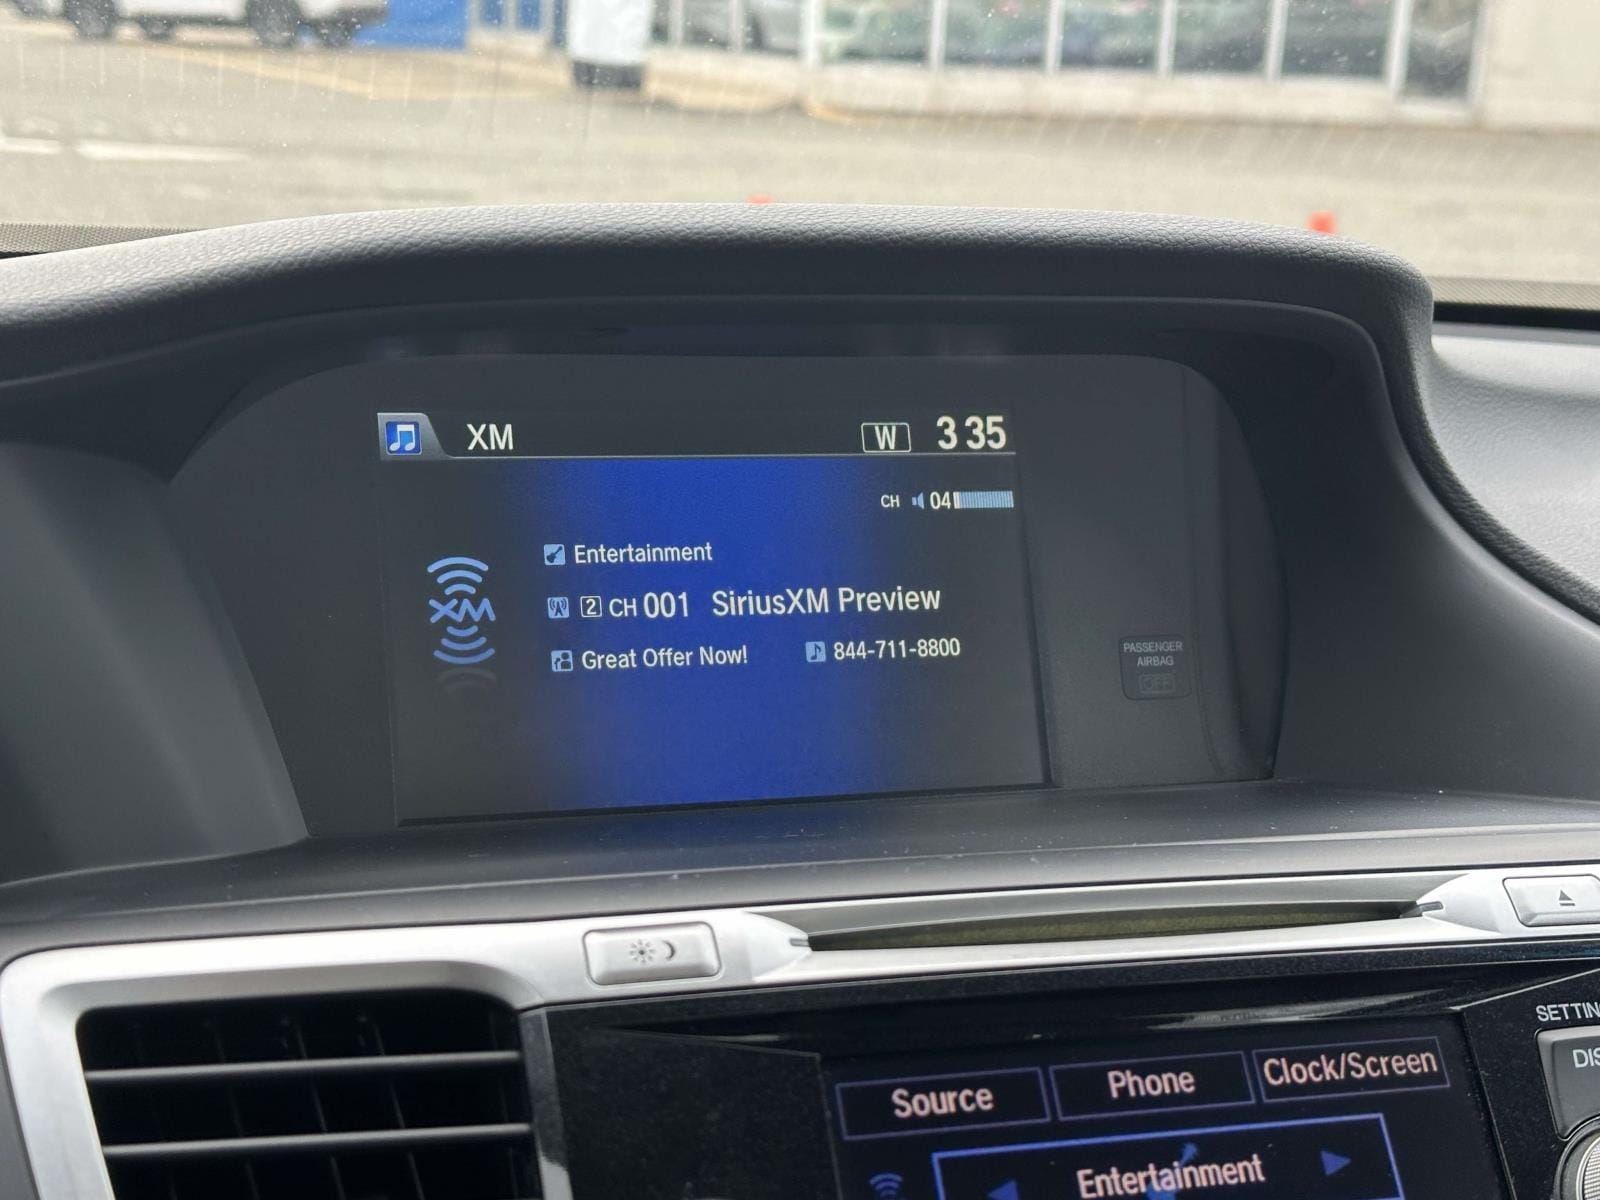 XM W 3 35
CH 04
Entertainment
XM
2 CH 001 SiriusXM Preview
Great Offer Now! 844-711-8800
PASSENGER
AIRBAG
OFF
SETTIN
DIS
Source Phone Clock/Screen
Entertainment